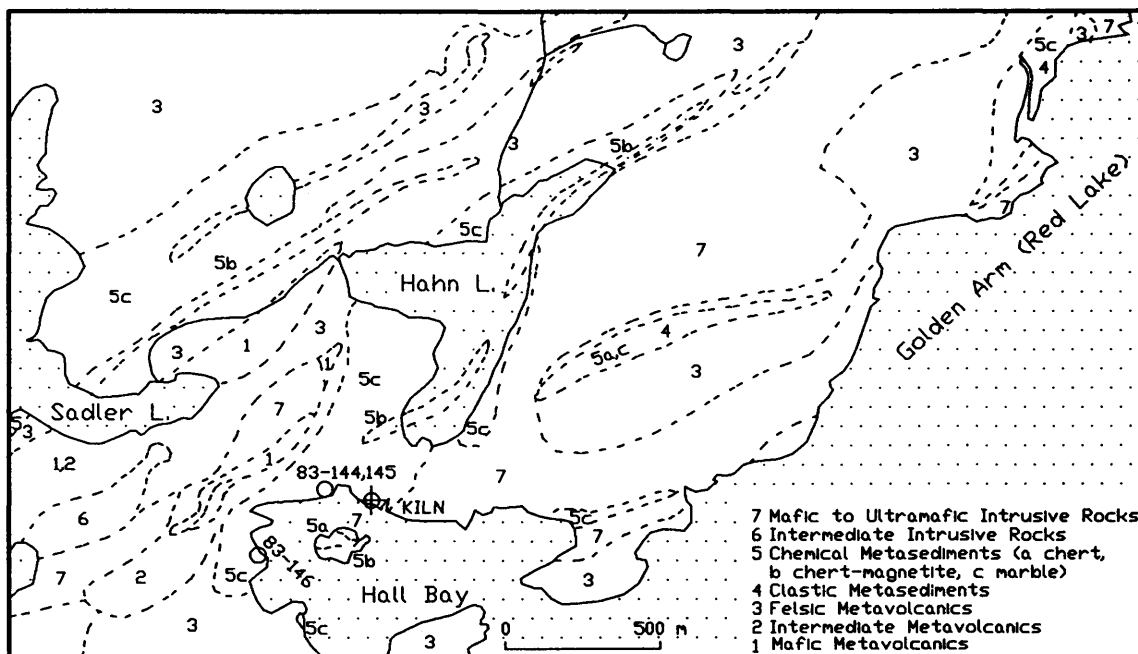 5c
3,
7
4
3
3
3
3
5b
3
5c
7
5b
7
5c
Hahn L.
Golden Arm (Red Lake)
3
4
3
1
5a,c
1
5c
3
Sadler L.
7
5b
5
3
5c
1,2
1
83-144,145
7
KILN
6
5a
7
5c
7
5b
7
83-146
7
2
5c
3
Hall Bay
3
5c
3
0 500 m
7 Mafic to Ultramafic Intrusive Rocks
6 Intermediate Intrusive Rocks
5 Chemical Metasediments (a chert,
b chert-magnetite, c marble)
4 Clastic Metasediments
3 Felsic Metavolcanics
2 Intermediate Metavolcanics
1 Mafic Metavolcanics